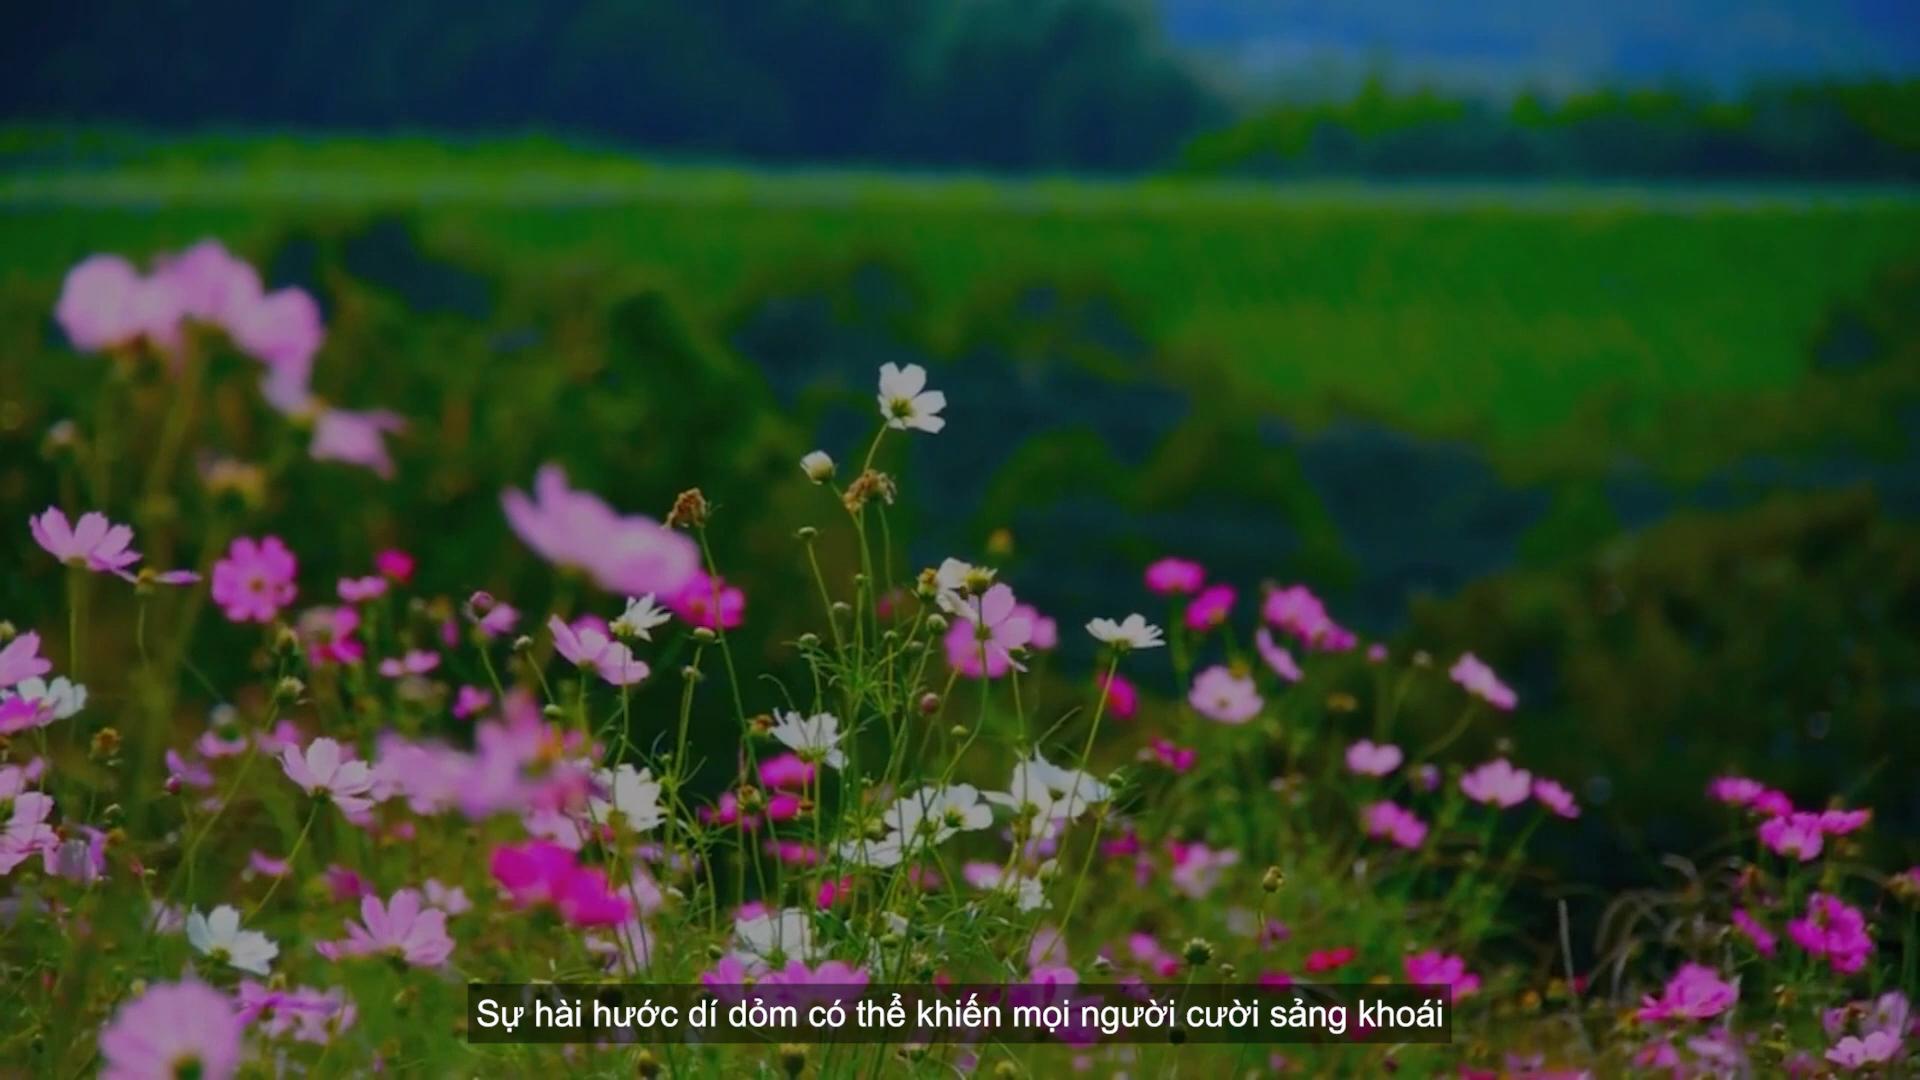 Sự hài hước dí dỏm có thể khiến mọi người cười sảng khoái